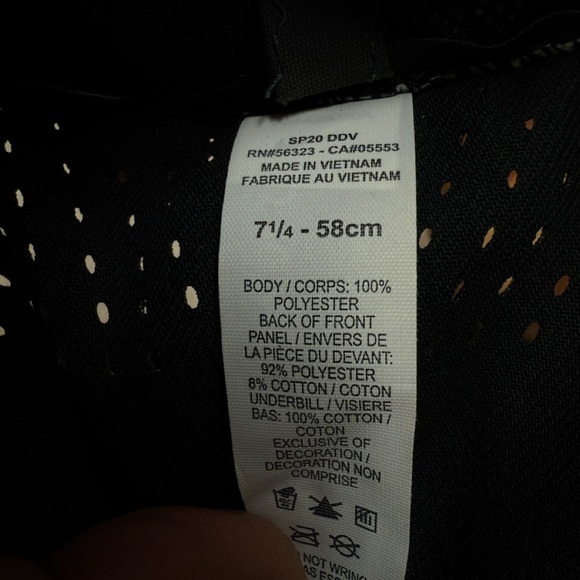 SP20 DDV
RN#56323 - CA#05553
MADE IN VIETNAM
FABRIQUE AU VIETNAM
7 1/4 - 58cm
BODY / CORPS: 100%
POLYESTER
BACK OF FRONT
PANEL / ENVERS DE
LA PIÈCE DU DEVANT:
92% POLYESTER
8% COTTON / COTON
UNDERBILL / VISIERE
BAS: 100% COTTON /
COTON
EXCLUSIVE OF
DECORATION /
DECORATION NON
COMPRISE
NOT WRING